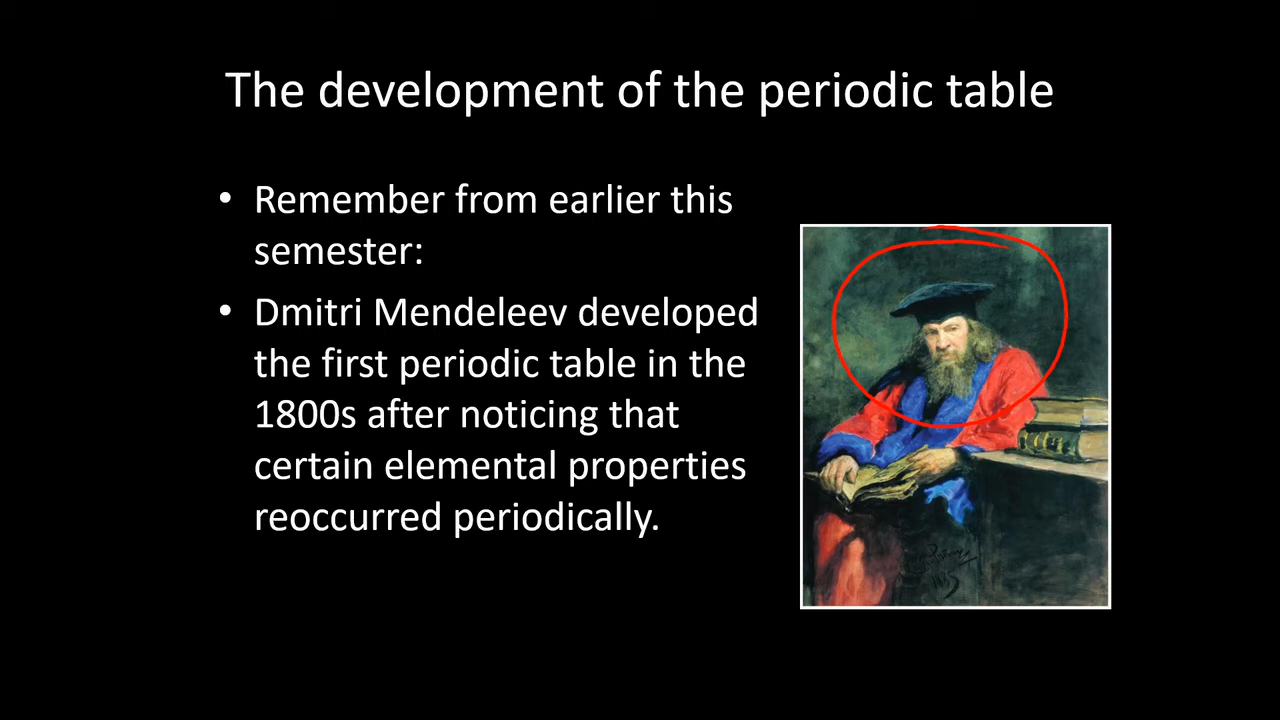 The development of the periodic table
• Remember from earlier this
semester:
• Dmitri Mendeleev developed
the first periodic table in the
1800s after noticing that
certain elemental properties
reoccurred periodically.